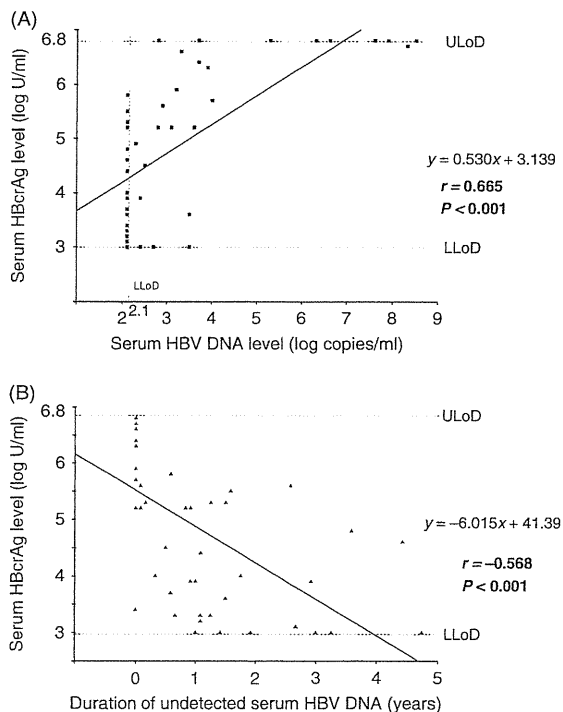 (A)
6.8
ULoD
6
5
y = 0.530x + 3.139
r = 0.665
P < 0.001
4
3
LLoD
LLoD
2 2.1 3 4 5 6 7 8 9
Serum HBV DNA level (log copies/ml)
Serum HBcrAg level (log U/ml)
(B)
6.8
ULoD
6
5
y = –6.015x + 41.39
r = –0.568
P < 0.001
4
3
LLoD
0 1 2 3 4 5
Duration of undetected serum HBV DNA (years)
Serum HBcrAg level (log U/ml)